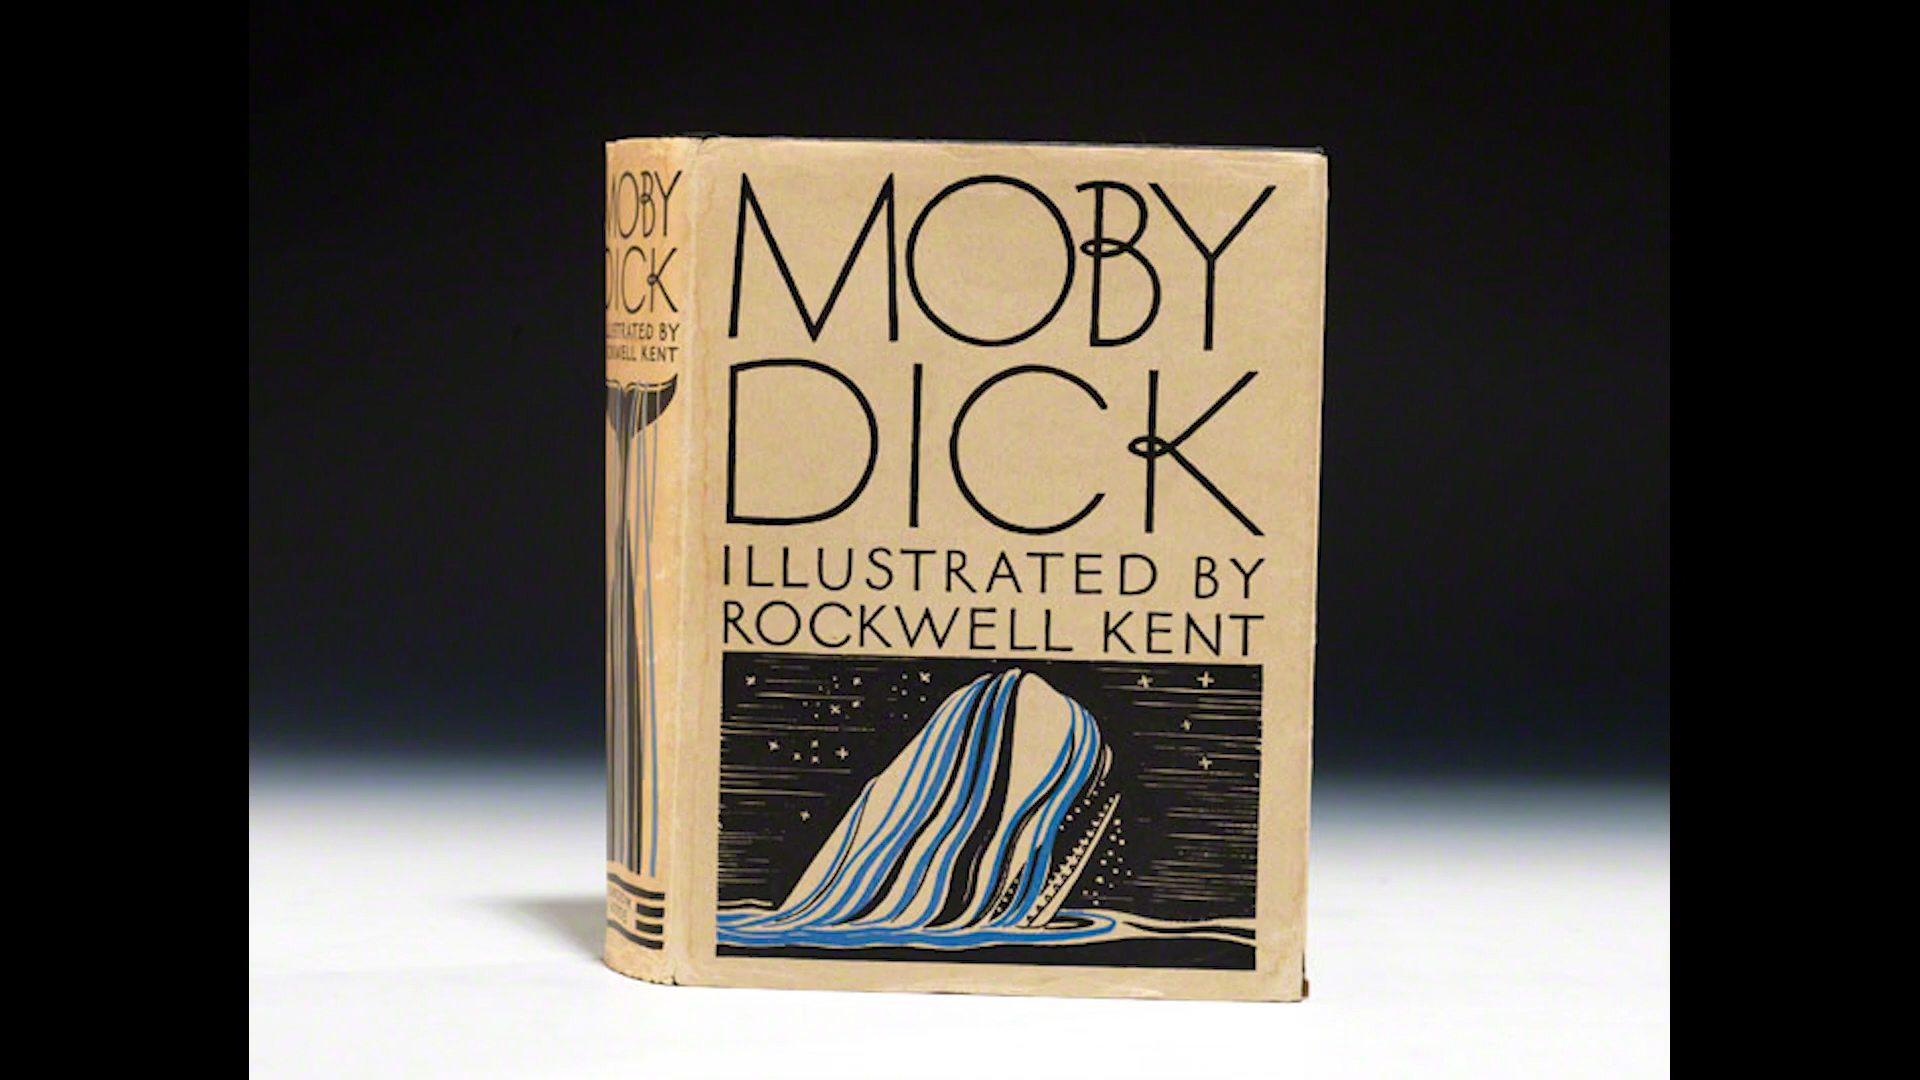 MOBY
DICK
ILLUSTRATED BY
ROCKWELL KENT
MOBY
DICK
ILLUSTRATED BY
ROCKWELL KENT